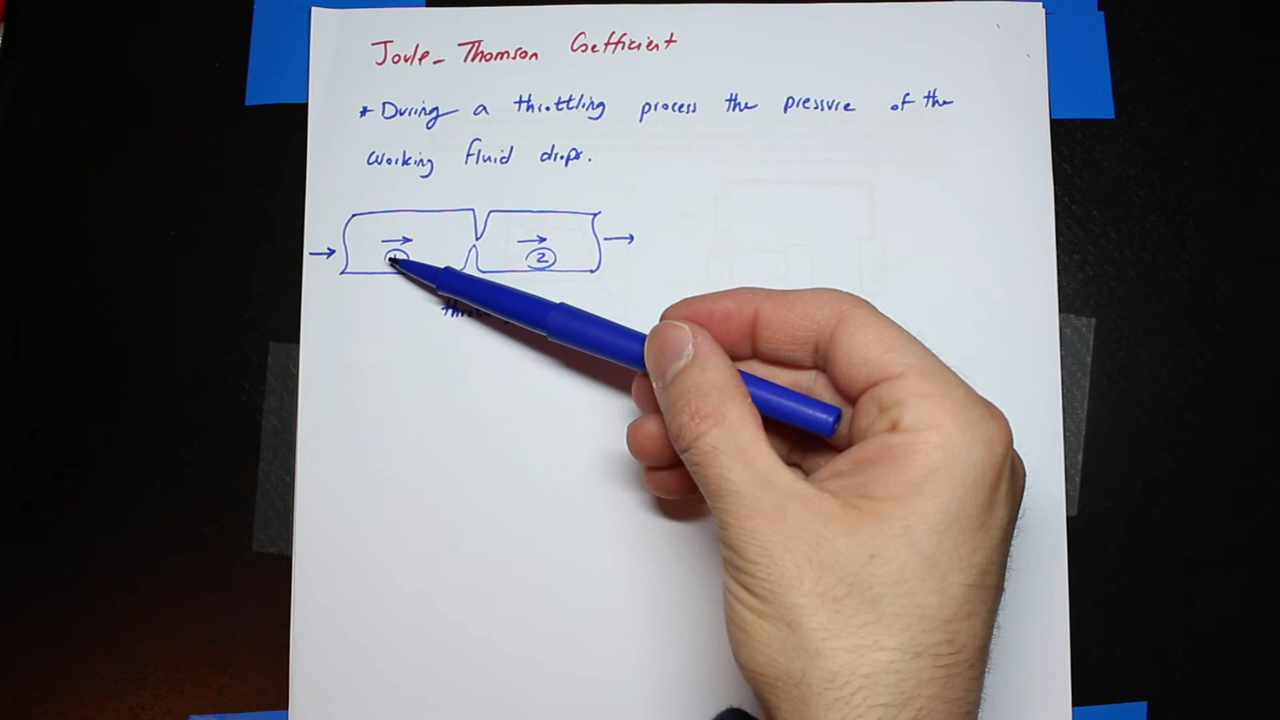 Joule-Thomson Coefficient
* During a throttling process the pressure of the
working fluid drops.
2